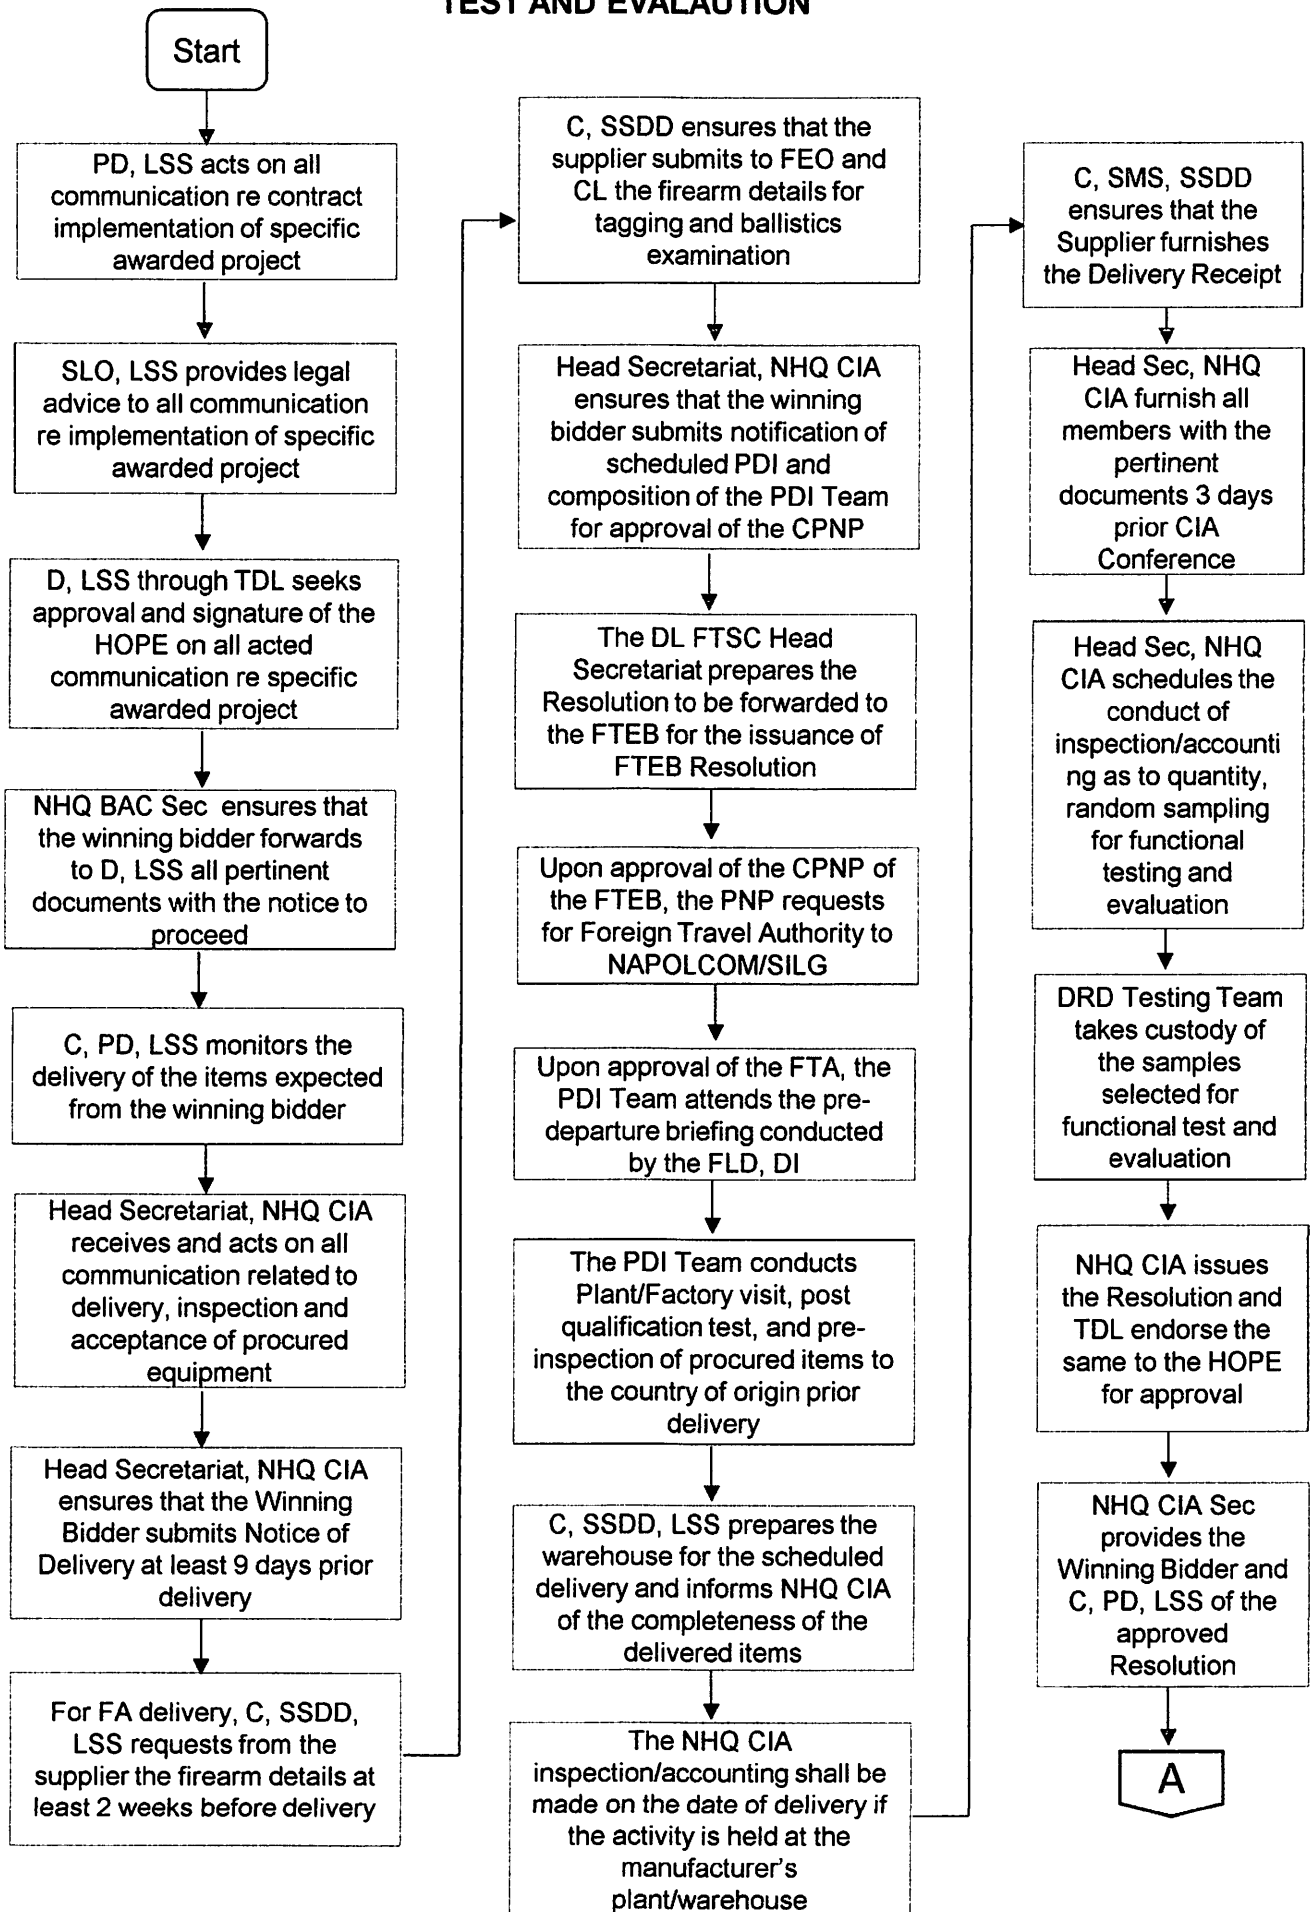 TEST AND EVALAUTION
Start
PD, LSS acts on all
communication re contract
implementation of specific
awarded project
SLO, LSS provides legal
advice to all communication
re implementation of specific
awarded project
D, LSS through TDL seeks
approval and signature of the
HOPE on all acted
communication re specific
awarded project
NHQ BAC Sec ensures that
the winning bidder forwards
to D, LSS all pertinent
documents with the notice to
proceed
C, PD, LSS monitors the
delivery of the items expected
from the winning bidder
Head Secretariat, NHQ CIA
receives and acts on all
communication related to
delivery, inspection and
acceptance of procured
equipment
Head Secretariat, NHQ CIA
ensures that the Winning
Bidder submits Notice of
Delivery at least 9 days prior
delivery
For FA delivery, C, SSDD,
LSS requests from the
supplier the firearm details at
least 2 weeks before delivery
C, SSDD ensures that the
supplier submits to FEO and
CL the firearm details for
tagging and ballistics
examination
Head Secretariat, NHQ CIA
ensures that the winning
bidder submits notification of
scheduled PDI and
composition of the PDI Team
for approval of the CPNP
The DL FTSC Head
Secretariat prepares the
Resolution to be forwarded to
the FTEB for the issuance of
FTEB Resolution
Upon approval of the CPNP of
the FTEB, the PNP requests
for Foreign Travel Authority to
NAPOLCOM/SILG
Upon approval of the FTA, the
PDI Team attends the pre-
departure briefing conducted
by the FLD, DI
The PDI Team conducts
Plant/Factory visit, post
qualification test, and pre-
inspection of procured items to
the country of origin prior
delivery
C, SSDD, LSS prepares the
warehouse for the scheduled
delivery and informs NHQ CIA
of the completeness of the
delivered items
The NHQ CIA
inspection/accounting shall be
made on the date of delivery if
the activity is held at the
manufacturer's
plant/warehouse
C, SMS, SSDD
ensures that the
Supplier furnishes
the Delivery Receipt
Head Sec, NHQ
CIA furnish all
members with the
pertinent
documents 3 days
prior CIA
Conference
Head Sec, NHQ
CIA schedules the
conduct of
inspection/accounti
ng as to quantity,
random sampling
for functional
testing and
evaluation
DRD Testing Team
takes custody of
the samples
selected for
functional test and
evaluation
NHQ CIA issues
the Resolution and
TDL endorse the
same to the HOPE
for approval
NHQ CIA Sec
provides the
Winning Bidder and
C, PD, LSS of the
approved
Resolution
A